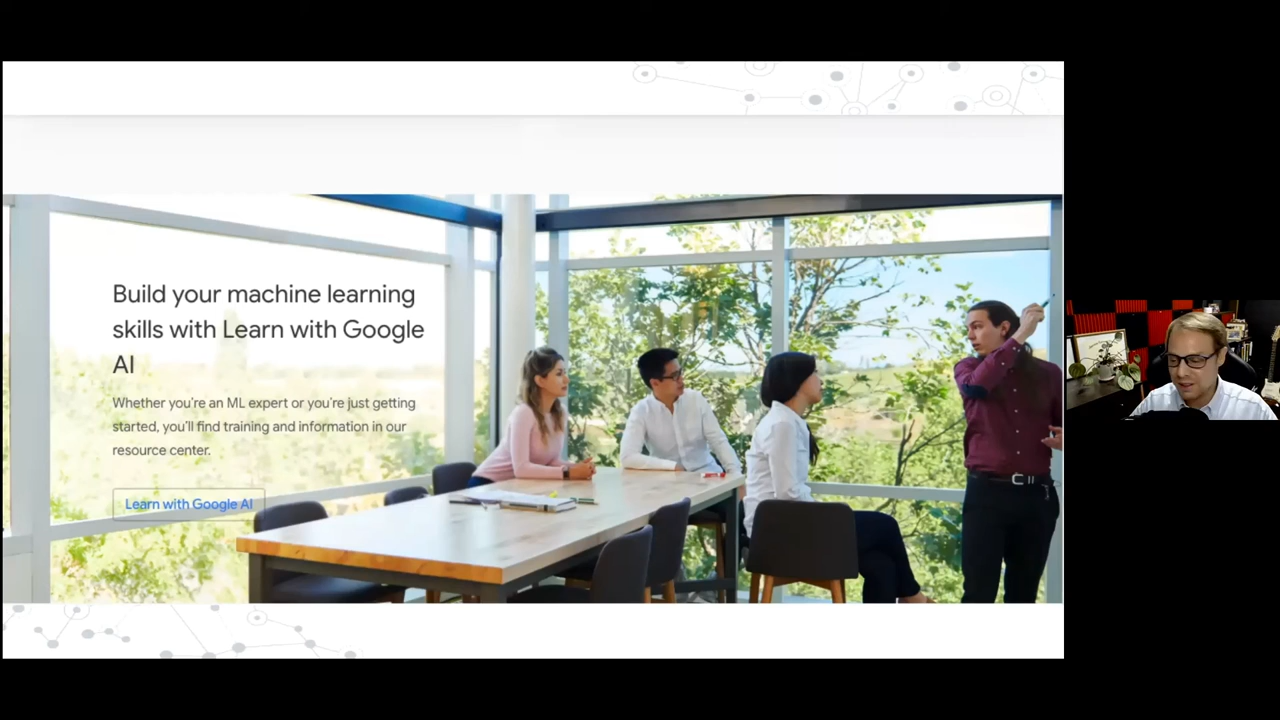 Build your machine learning
skills with Learn with Google
AI
Whether you're an ML expert or you're just getting
started, you'll find training and information in our
resource center.
Learn with Google AI